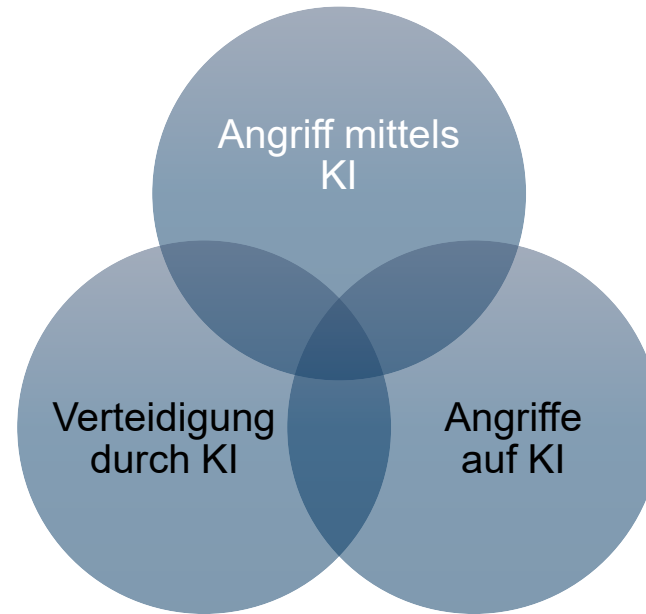 Angriff mittels
KI
Verteidigung
durch KI
Angriffe
auf KI